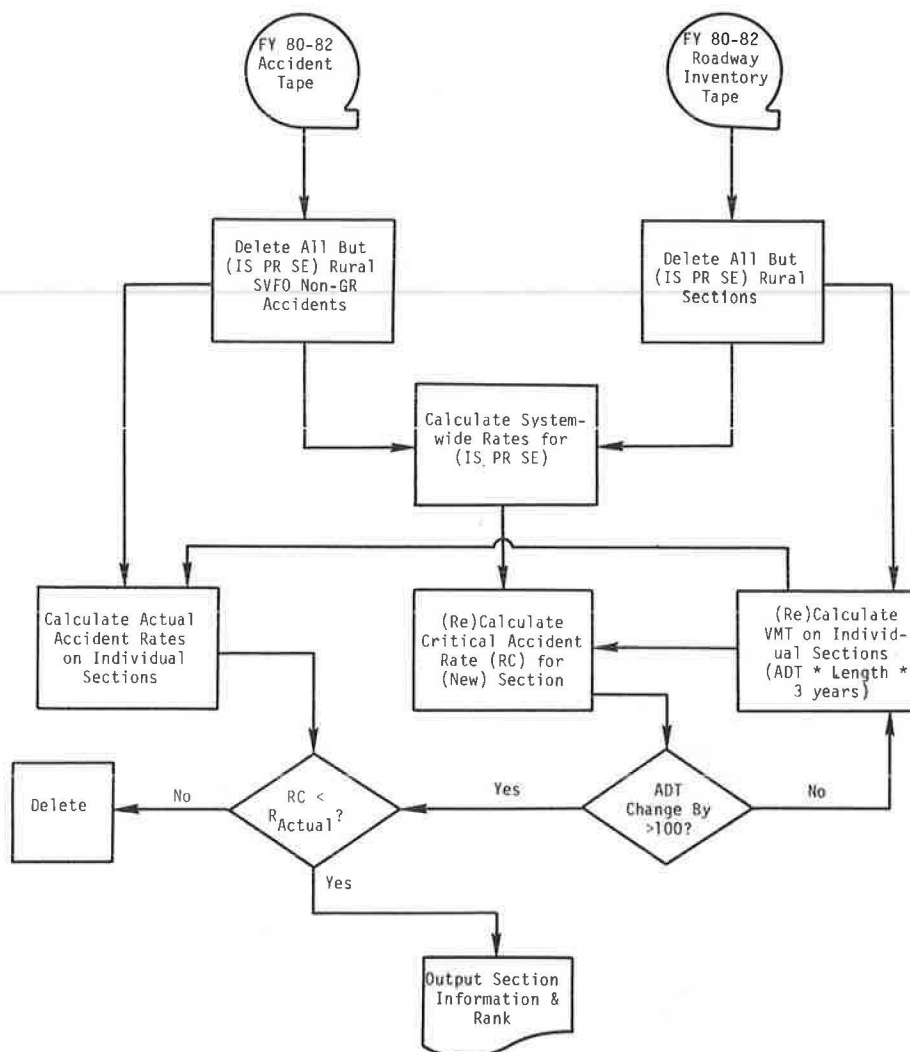 FY 80-82
Accident
Tape
FY 80-82
Roadway
Inventory
Tape
Delete All But
(IS PR SE) Rural
SVFO Non-GR
Accidents
Delete All But
(IS PR SE) Rural
Sections
Calculate System-
wide Rates for
(IS PR SE)
Calculate Actual
Accident Rates
on Individual
Sections
(Re)Calculate
Critical Accident
Rate (RC) for
(New) Section
(Re)Calculate
VMT on Individ-
ual Sections
(ADT * Length *
3 years)
Delete
No
RC <
RActual?
Yes
ADT
Change By
>100?
No
Yes
Output Section
Information &
Rank